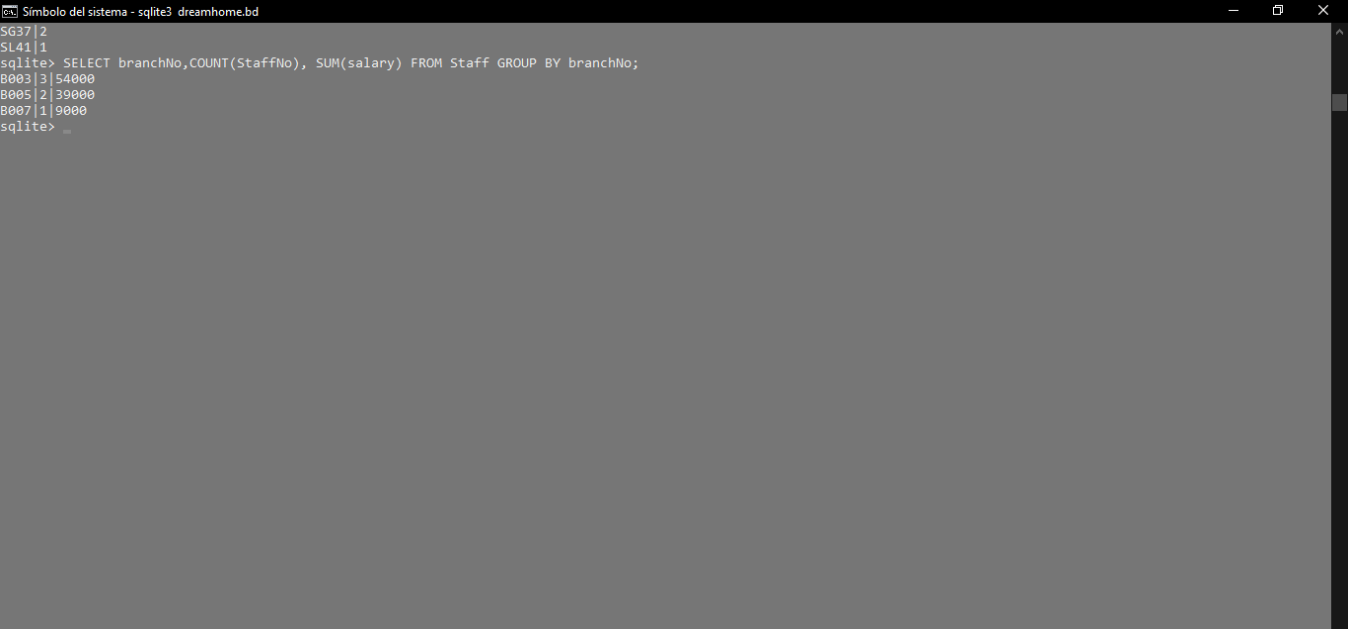 Símbolo del sistema - sqlite3 dreamhome.bd
SG37|2
SL41|1
sqlite> SELECT branchNo,COUNT(StaffNo), SUM(salary) FROM Staff GROUP BY branchNo;
B003|3|54000
B005|2|39000
B007|1|9000
sqlite>